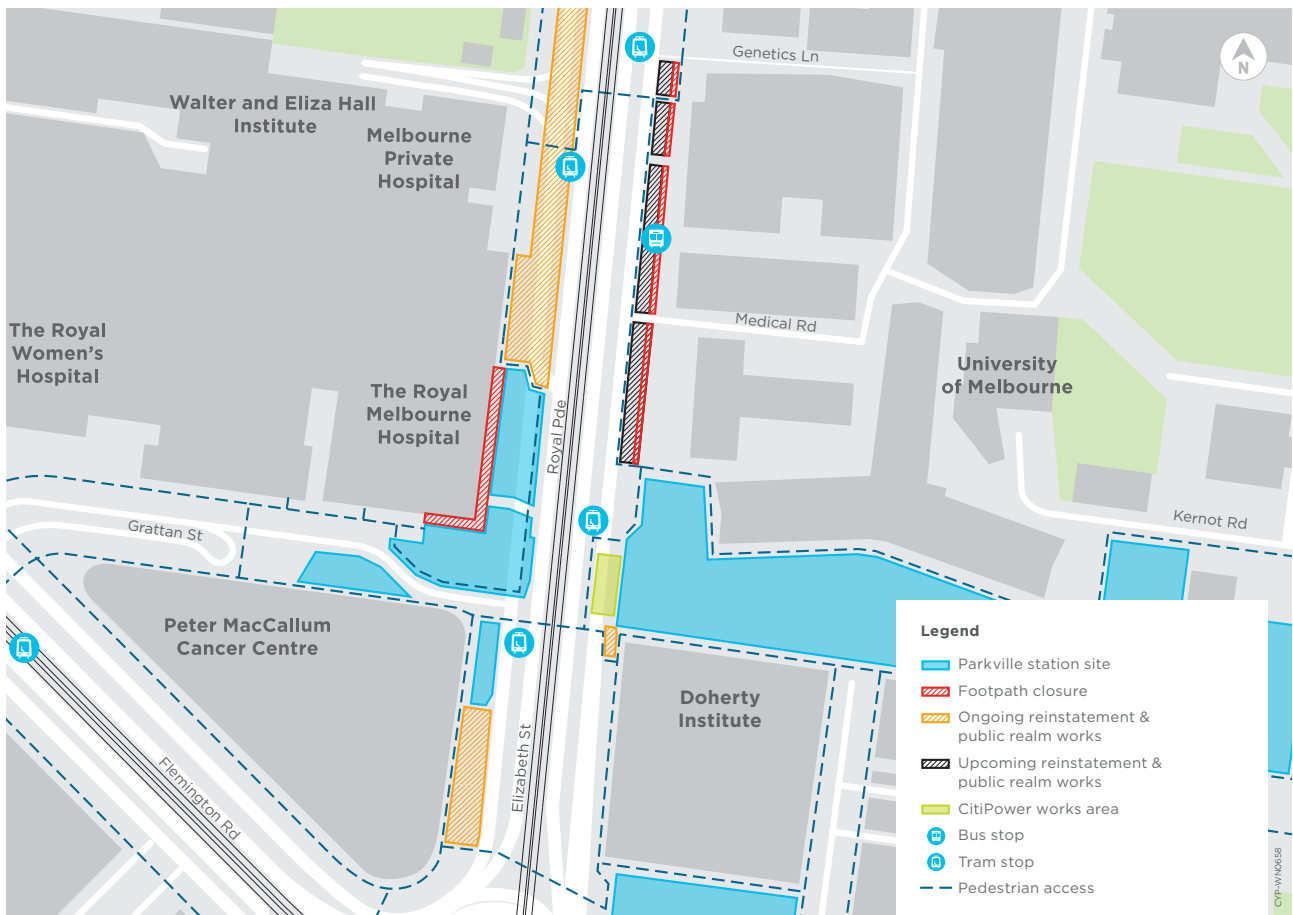 Genetics Ln
N
Walter and Eliza Hall
Institute
Melbourne
Private
Hospital
Medical Rd
The Royal
Women's
Hospital
University
of Melbourne
The Royal
Melbourne
Hospital
Royal Pde
Grattan St
Kernot Rd
Peter MacCallum
Cancer Centre
Doherty
Institute
Elizabeth St
Flemington Rd
Legend
Parkville station site
Footpath closure
Ongoing reinstatement &
public realm works
Upcoming reinstatement &
public realm works
CitiPower works area
Bus stop
Tram stop
Pedestrian access
CYP-WN0658